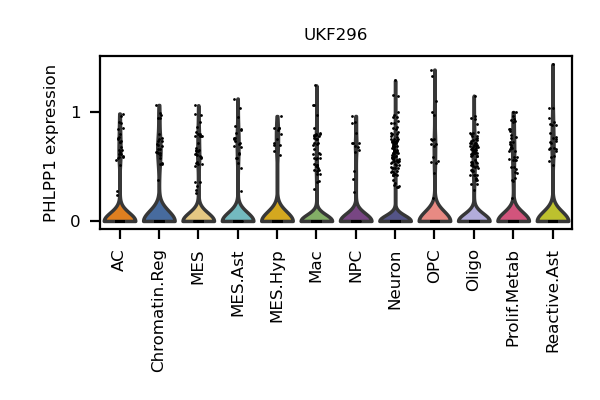 UKF296
PHLPP1 expression
1
0
AC
Chromatin.Reg
MES
MES.Ast
MES.Hyp
Mac
NPC
Neuron
OPC
Oligo
Prolif.Metab
Reactive.Ast